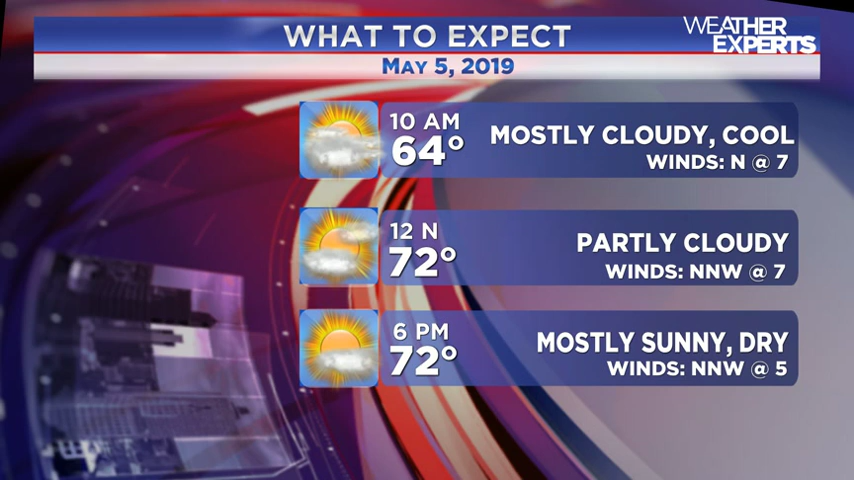 WHAT TO EXPECT
WEATHER
EXPERTS
MAY 5, 2019
10 AM
64°
MOSTLY CLOUDY, COOL
WINDS: N @ 7
12 N
72°
PARTLY CLOUDY
WINDS: NNW @ 7
6 PM
72°
MOSTLY SUNNY, DRY
WINDS: NNW @ 5